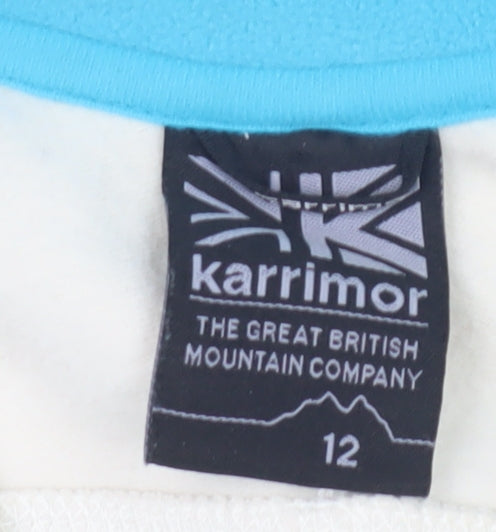 karrimor
THE GREAT BRITISH
MOUNTAIN COMPANY
12